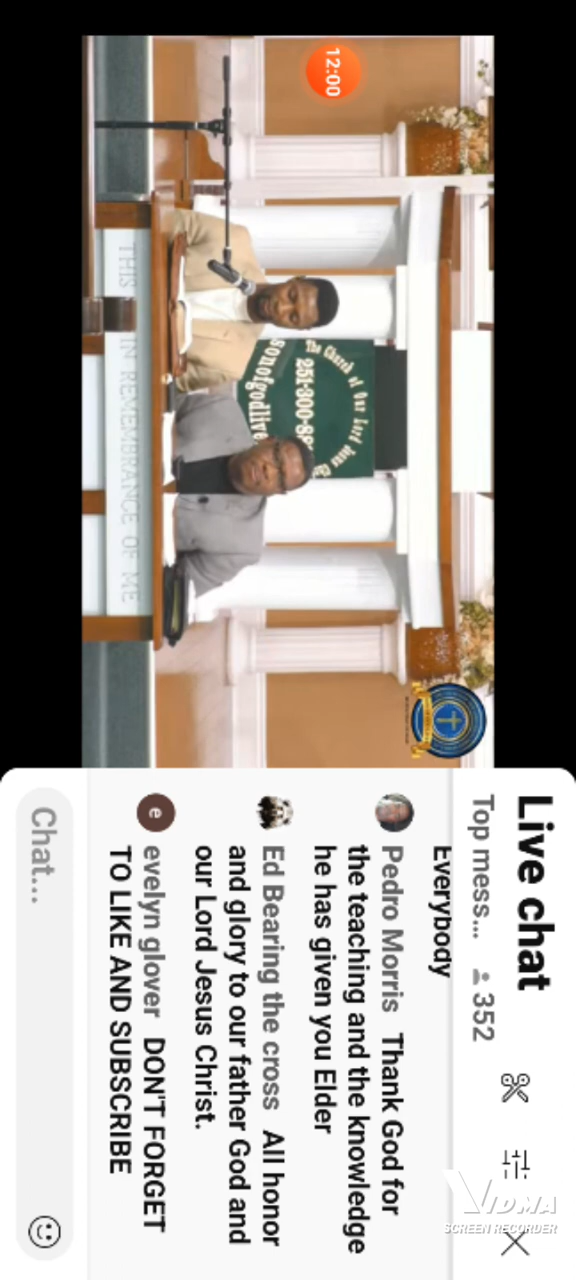 12:00
The Church of Our Lord Jesus
251-300-88
sonofgodlive
THIS IN REMEMBRANCE OF ME
Live chat
Top mess... 352
Everybody
Pedro Morris Thank God for
the teaching and the knowledge
he has given you Elder
Ed Bearing the cross All honor
and glory to our father God and
our Lord Jesus Christ.
evelyn glover DON'T FORGET
TO LIKE AND SUBSCRIBE
Chat...
VIDMA
SCREEN RECORDER